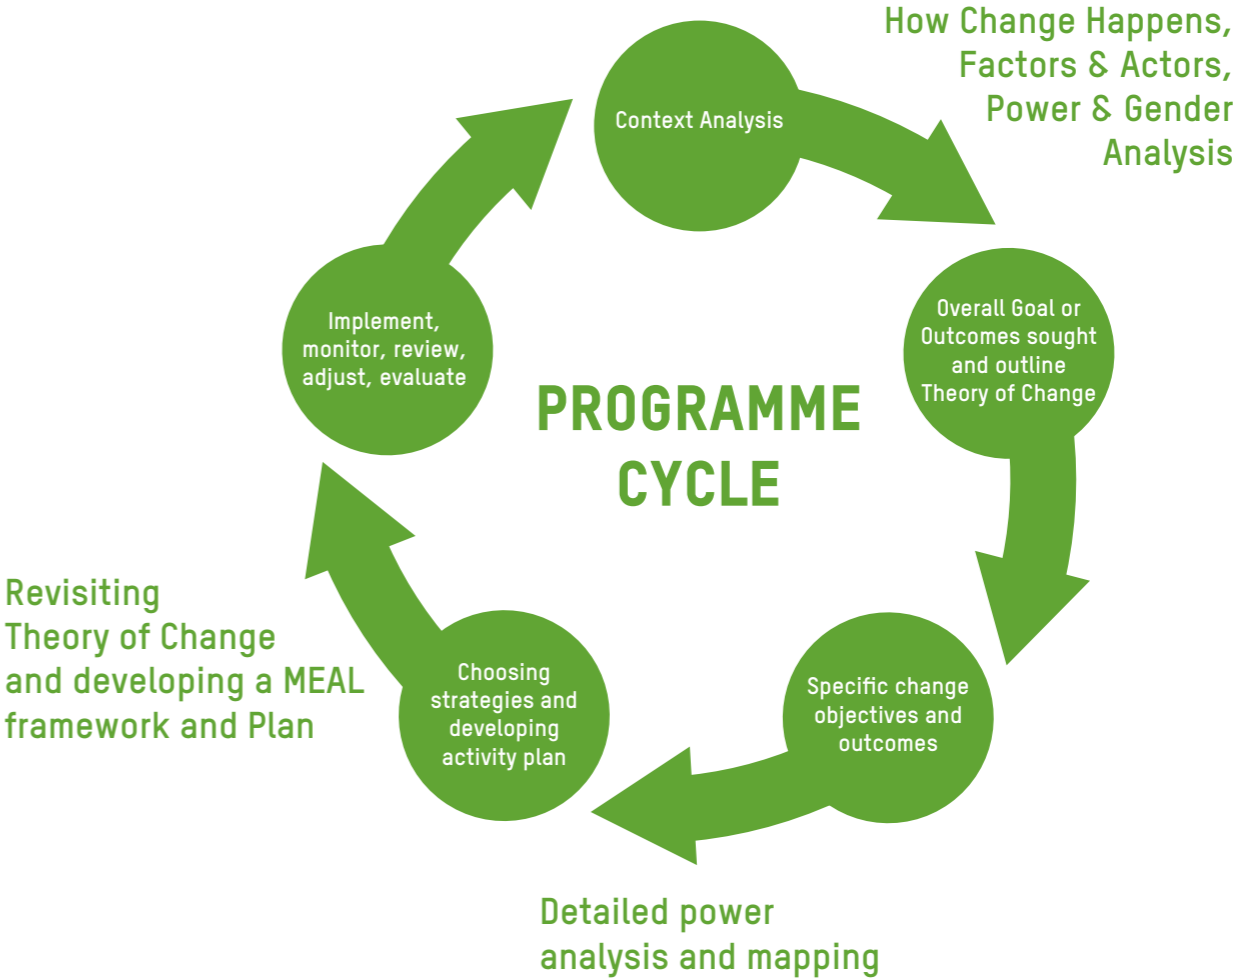 How Change Happens,
Factors & Actors,
Power & Gender
Analysis
Context Analysis
Overall Goal or
Outcomes sought
and outline
Theory of Change
Implement,
monitor, review,
adjust, evaluate
PROGRAMME
CYCLE
Revisiting
Theory of Change
and developing a MEAL
framework and Plan
Choosing
strategies and
developing
activity plan
Specific change
objectives and
outcomes
Detailed power
analysis and mapping